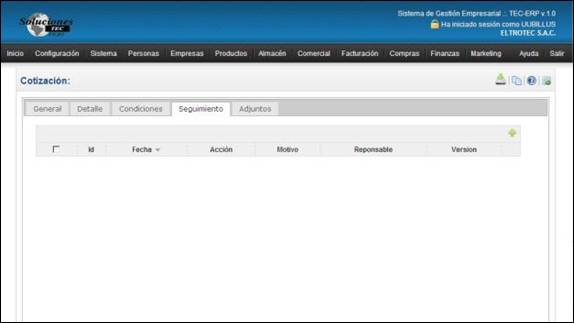 Soluciones
TEC
Sistema de Gestión Empresarial .:. TEC-ERP v.1.0
Ha iniciado sesión como UUBILLUS
ELTROTEC S.A.C.
Inicio Configuración Sistema Personas Empresas Productos Almacén Comercial Facturación Compras Finanzas Marketing Ayuda Salir
Cotización:
General Detalle Condiciones Seguimiento Adjuntos
Id Fecha Acción Motivo Reponsable Version